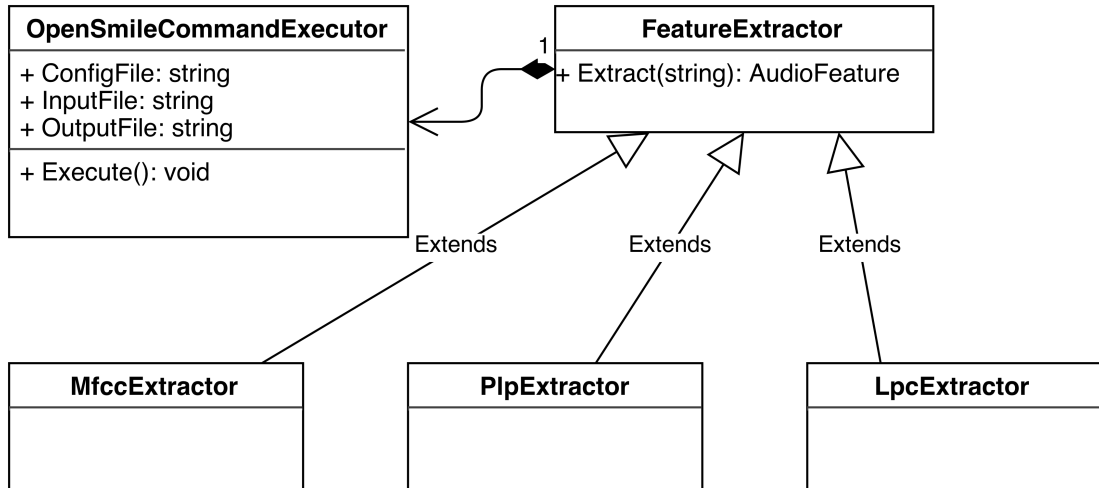 OpenSmileCommandExecutor
+ ConfigFile: string
+ InputFile: string
+ OutputFile: string
+ Execute(): void
1
FeatureExtractor
+ Extract(string): AudioFeature
Extends
Extends
Extends
MfccExtractor
PlpExtractor
LpcExtractor